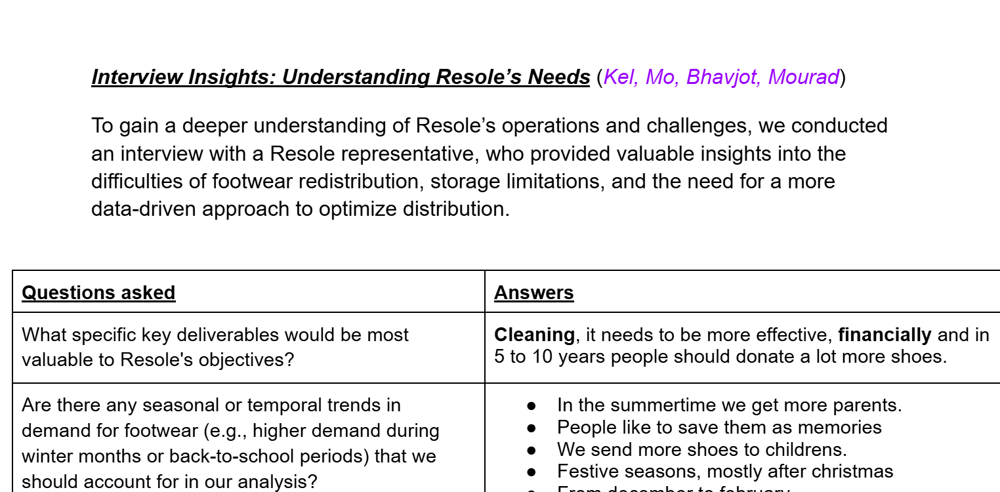 Interview Insights: Understanding Resole’s Needs (Kel, Mo, Bhavjot, Mourad)
To gain a deeper understanding of Resole’s operations and challenges, we conducted
an interview with a Resole representative, who provided valuable insights into the
difficulties of footwear redistribution, storage limitations, and the need for a more
data-driven approach to optimize distribution.
Questions asked
Answers
What specific key deliverables would be most
valuable to Resole's objectives?
Cleaning, it needs to be more effective, financially and in
5 to 10 years people should donate a lot more shoes.
Are there any seasonal or temporal trends in
demand for footwear (e.g., higher demand during
winter months or back-to-school periods) that we
should account for in our analysis?
● In the summertime we get more parents.
● People like to save them as memories
● We send more shoes to childrens.
● Festive seasons, mostly after christmas
● From december to february